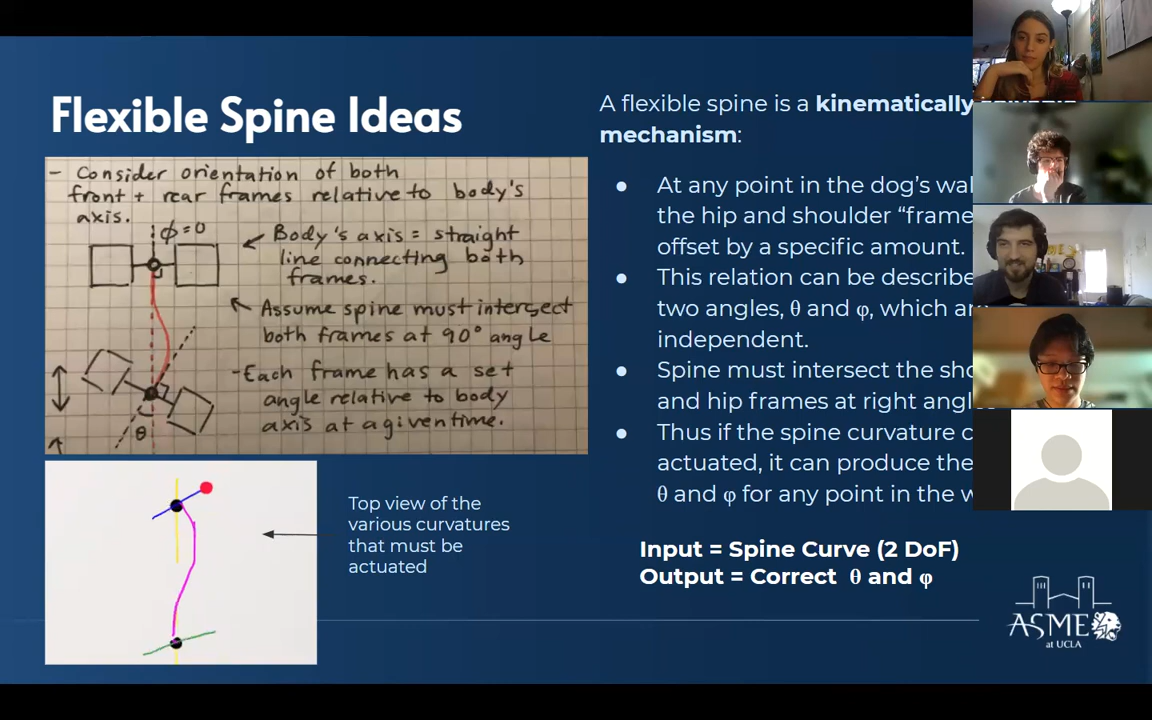 Flexible Spine Ideas
- Consider orientation of both
front + rear frames relative to body's
axis.
ϕ=0
Body's axis = straight
line connecting both
frames.
Assume spine must intersect
both frames at 90° angle
- Each frame has a set
angle relative to body
axis at a given time.
θ
Top view of the
various curvatures
that must be
actuated
A flexible spine is a kinematically
mechanism:
● At any point in the dog's wal
the hip and shoulder “frame
offset by a specific amount.
● This relation can be describe
two angles, θ and φ, which ar
independent.
● Spine must intersect the sho
and hip frames at right angl
● Thus if the spine curvature c
actuated, it can produce the
θ and φ for any point in the w
Input = Spine Curve (2 DoF)
Output = Correct θ and φ
ASME
at UCLA